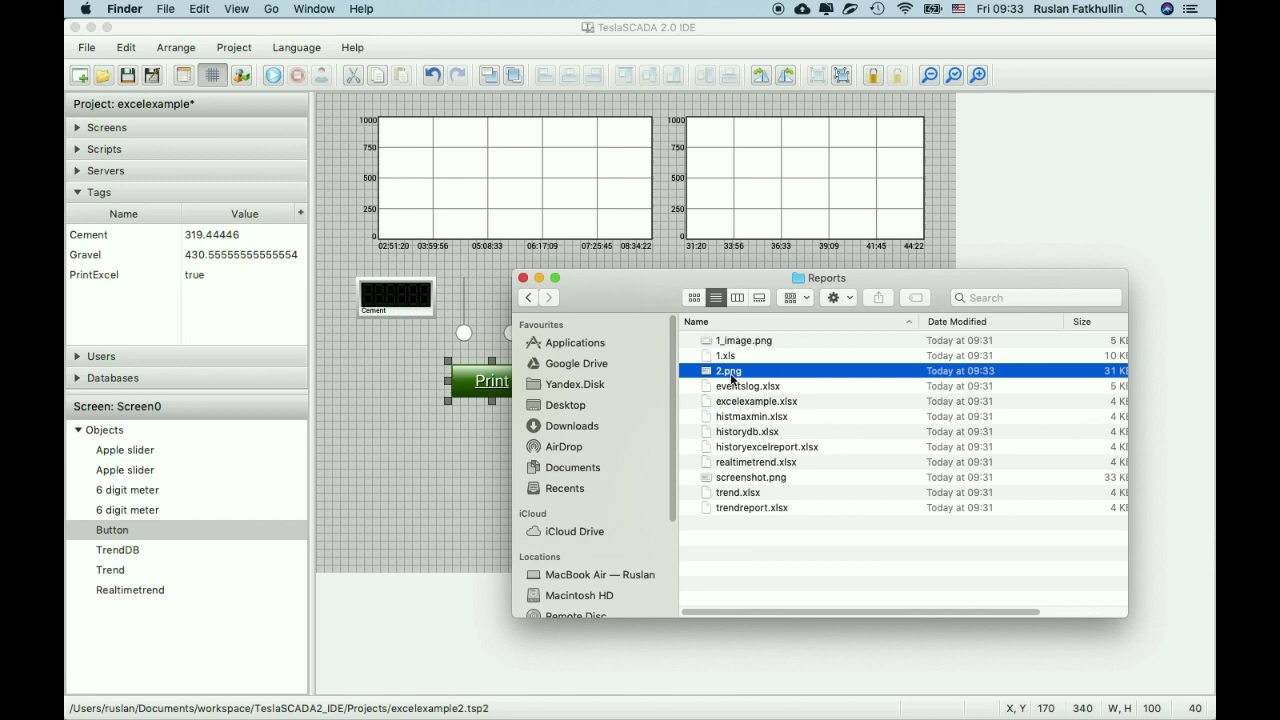 Finder File Edit View Go Window Help Fri 09:33 Ruslan Fatkhullin
TeslaSCADA 2.0 IDE
File Edit Arrange Project Language Help
Project: excelexample*
Screens
Scripts
Servers
Tags
Name Value +
Cement 319.44446
Gravel 430.55555555555554
PrintExcel true
Users
Databases
Screen: Screen0
Objects
Apple slider
Apple slider
6 digit meter
6 digit meter
Button
TrendDB
Trend
Realtimetrend
1000
750
500
250
0
02:51:20 03:59:56 05:08:33 06:17:09 07:25:45 08:34:22
1000
750
500
250
0
31:20 33:56 36:33 39:09 41:45 44:22
Cement
Print
Reports
Search
Favourites
Applications
Google Drive
Yandex.Disk
Desktop
Downloads
AirDrop
Documents
Recents
iCloud
iCloud Drive
Locations
MacBook Air — Ruslan
Macintosh HD
Remote Disc
Name Date Modified Size
1_image.png Today at 09:31 5 KB
1.xls Today at 09:31 10 KB
2.png Today at 09:33 31 KB
eventslog.xlsx Today at 09:31 5 KB
excelexample.xlsx Today at 09:31 4 KB
histmaxmin.xlsx Today at 09:31 4 KB
historydb.xlsx Today at 09:31 4 KB
historyexcelreport.xlsx Today at 09:31 4 KB
realtimetrend.xlsx Today at 09:31 4 KB
screenshot.png Today at 09:31 33 KB
trend.xlsx Today at 09:31 4 KB
trendreport.xlsx Today at 09:31 4 KB
/Users/ruslan/Documents/workspace/TeslaSCADA2_IDE/Projects/excelexample2.tsp2 X, Y 170 340 W, H 100 40